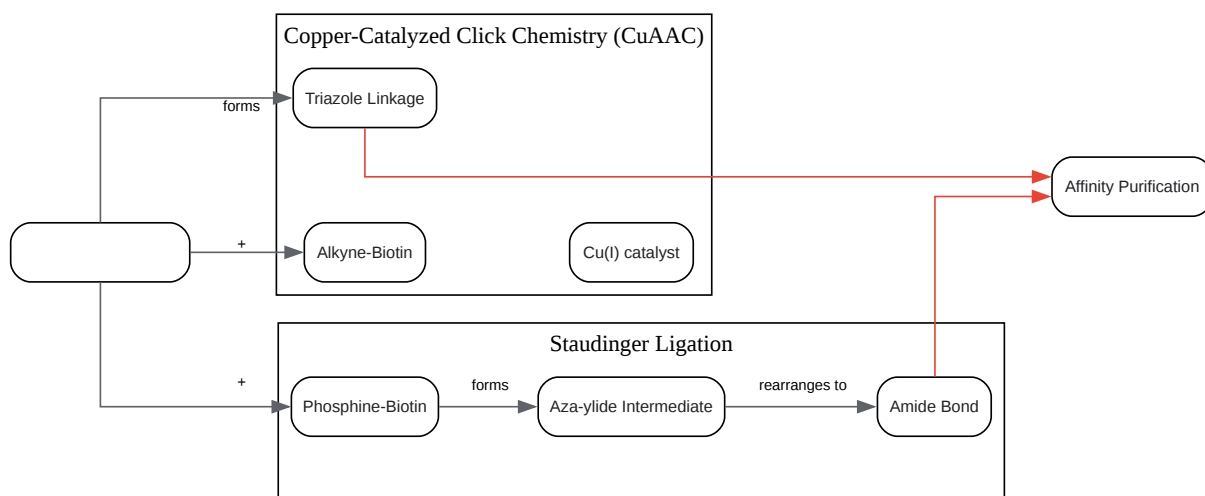 Copper-Catalyzed Click Chemistry (CuAAC)
Triazole Linkage
forms
Affinity Purification
+
Alkyne-Biotin
Cu(I) catalyst
Staudinger Ligation
+
Phosphine-Biotin
forms
Aza-ylide Intermediate
rearranges to
Amide Bond